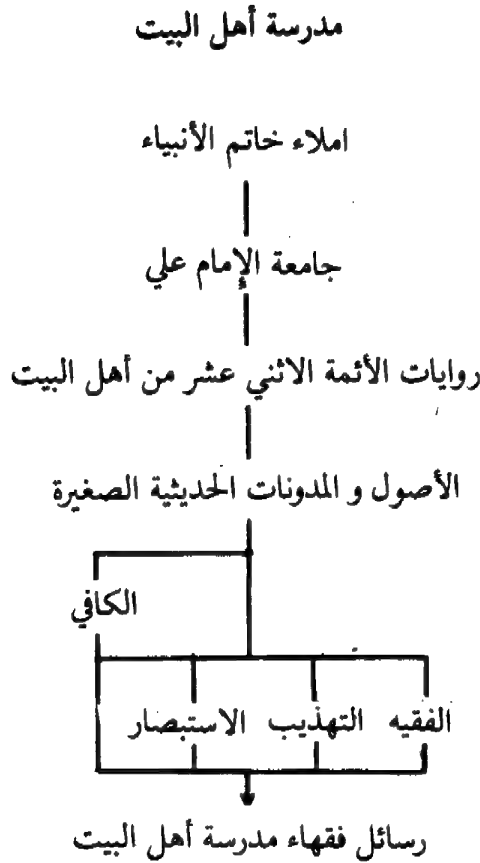 مدرسة أهل البيت
املاء خاتم الأنبياء
جامعة الإمام علي
روايات الأئمة الاثني عشر من أهل البيت
الأصول و المدونات الحديثية الصغيرة
الكافي
الفقيه التهذيب الاستبصار
رسائل فقهاء مدرسة أهل البيت